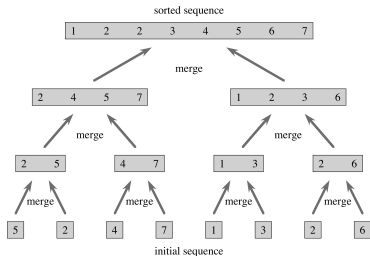 sorted sequence
1 2 2 3 4 5 6 7
merge
2 4 5 7 1 2 3 6
merge merge
2 5 4 7 1 3 2 6
merge merge merge merge
5 2 4 7 1 3 2 6
initial sequence